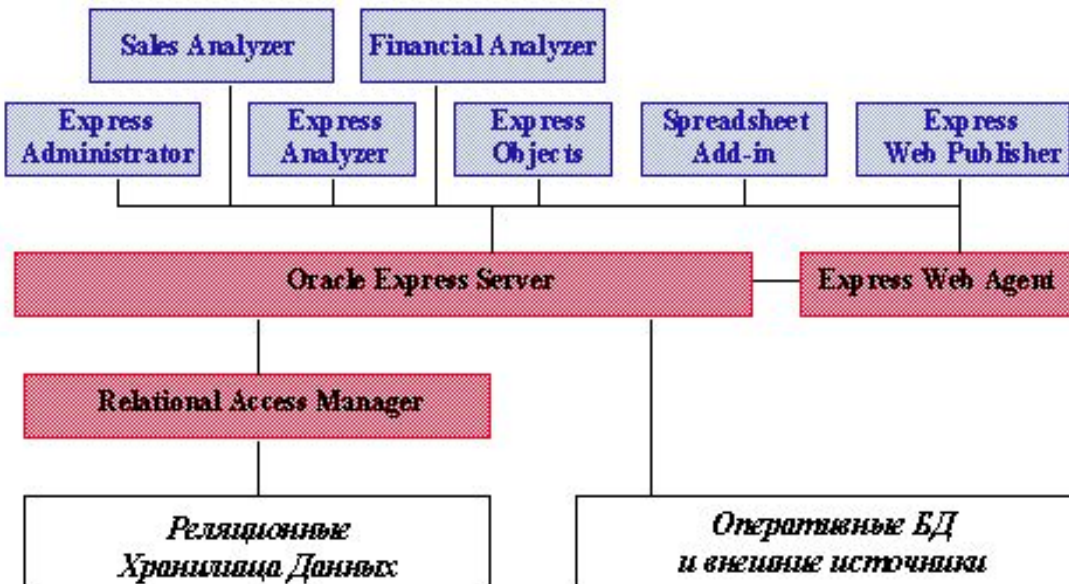 Sales Analyzer
Financial Analyzer
Express
Administrator
Express
Analyzer
Express
Objects
Spreadsheet
Add-in
Express
Web Publisher
Oracle Express Server
Express Web Agent
Relational Access Manager
Реляционные
Хранилища Данных
Оперативные БД
и внешние источники